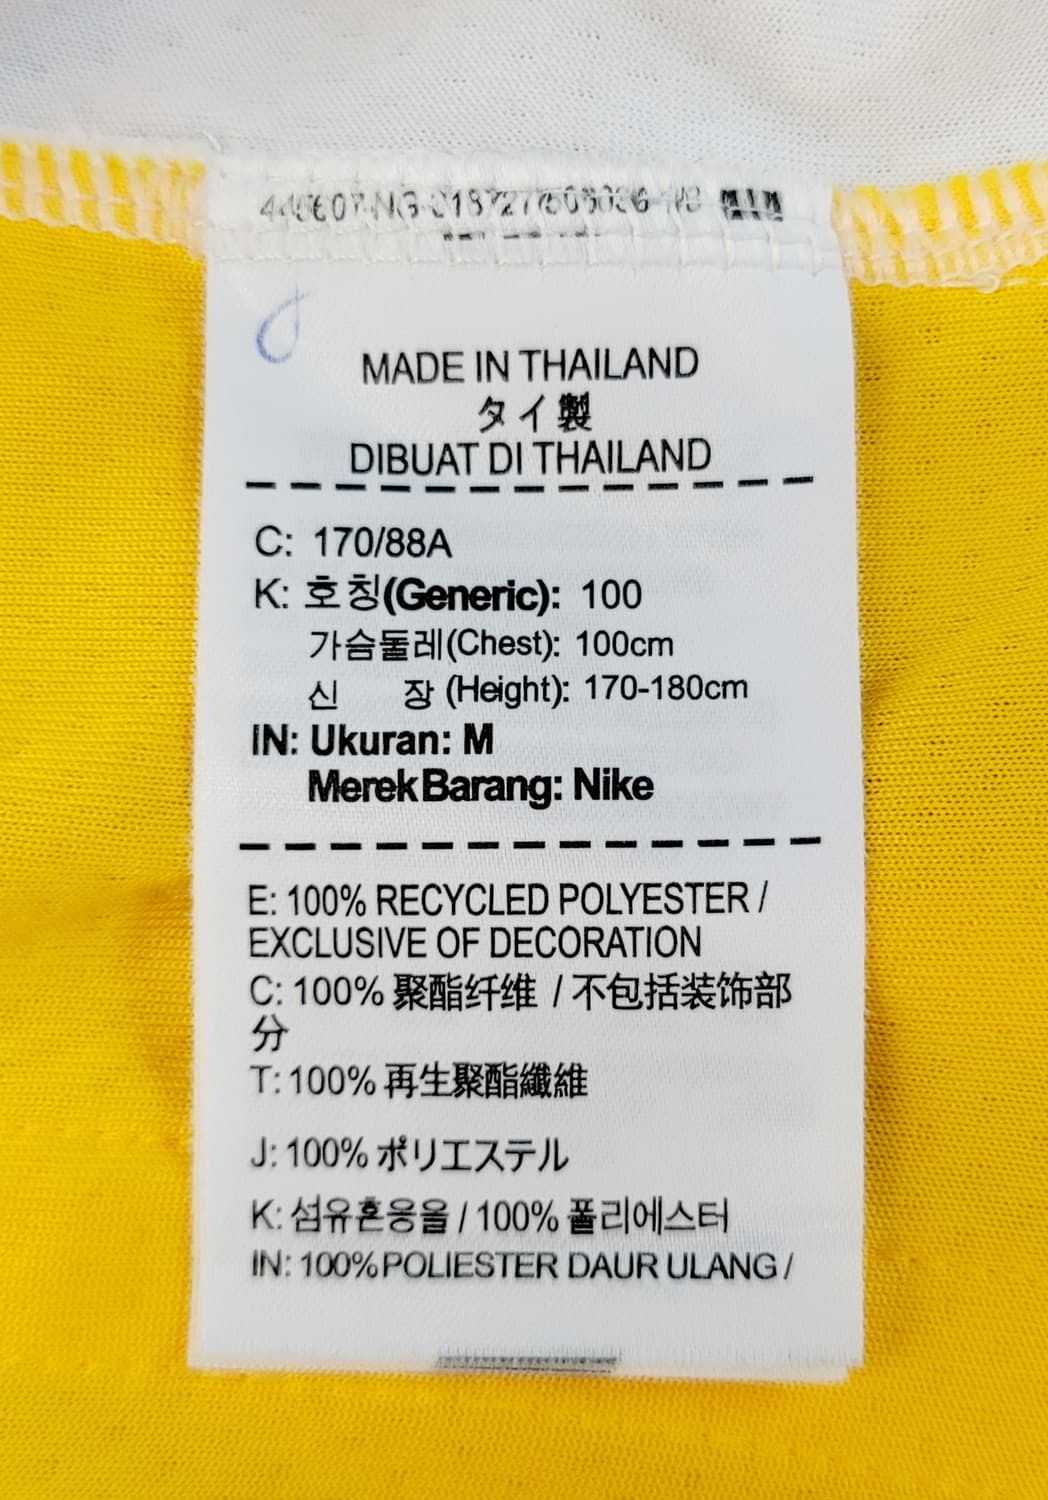 MADE IN THAILAND
タイ製
DIBUAT DI THAILAND
C: 170/88A
K: 호칭(Generic): 100
가슴둘레(Chest): 100cm
신 장 (Height): 170-180cm
IN: Ukuran: M
Merek Barang: Nike
E: 100% RECYCLED POLYESTER /
EXCLUSIVE OF DECORATION
C: 100% 聚酯纤维 / 不包括装饰部
分
T: 100% 再生聚酯纖維
J: 100% ポリエステル
K: 섬유혼용율 / 100% 폴리에스터
IN: 100% POLIESTER DAUR ULANG /